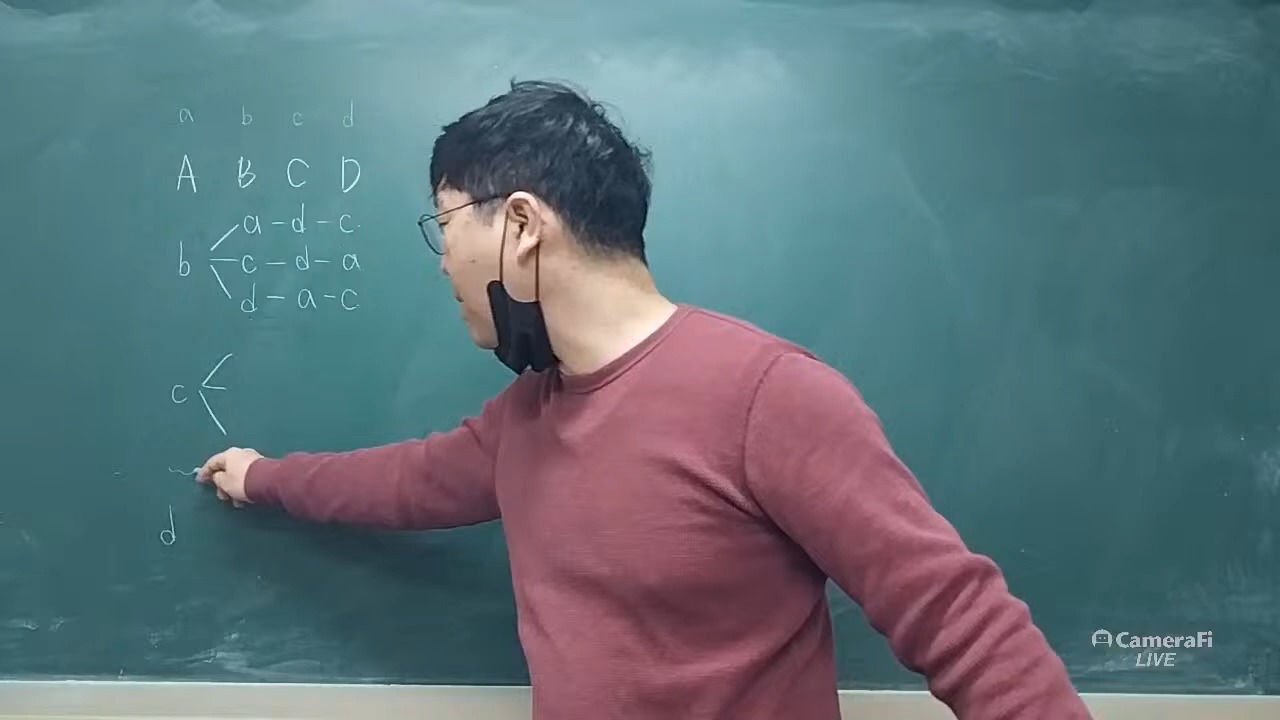 a b c d
A B C D
a-d-c
b c-d-a
d-a-c
c
d
CameraFi
LIVE